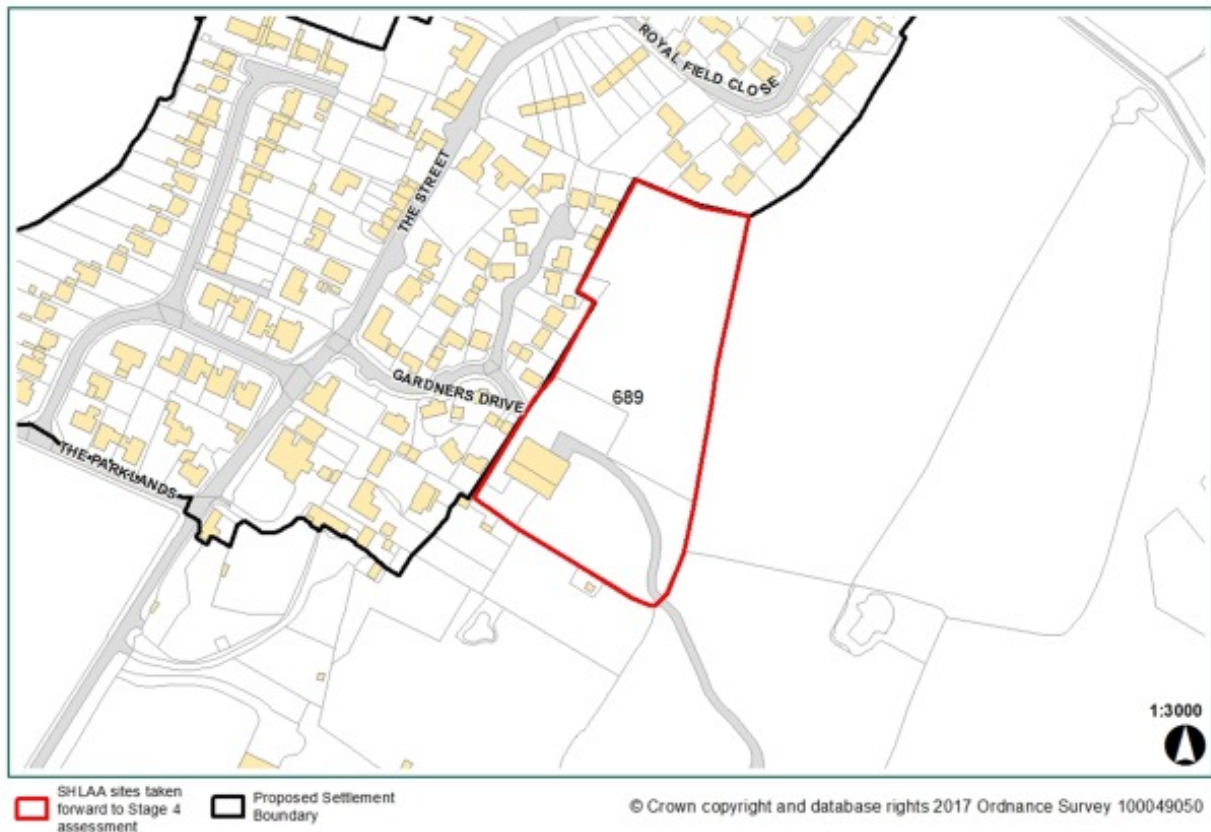 ROYAL FIELD CLOSE
THE STREET
GARDNERS DRIVE
689
THE PARKLANDS
1:3000
SHLAA sites taken
forward to Stage 4
assessment
Proposed Settlement
Boundary
© Crown copyright and database rights 2017 Ordnance Survey 100049050